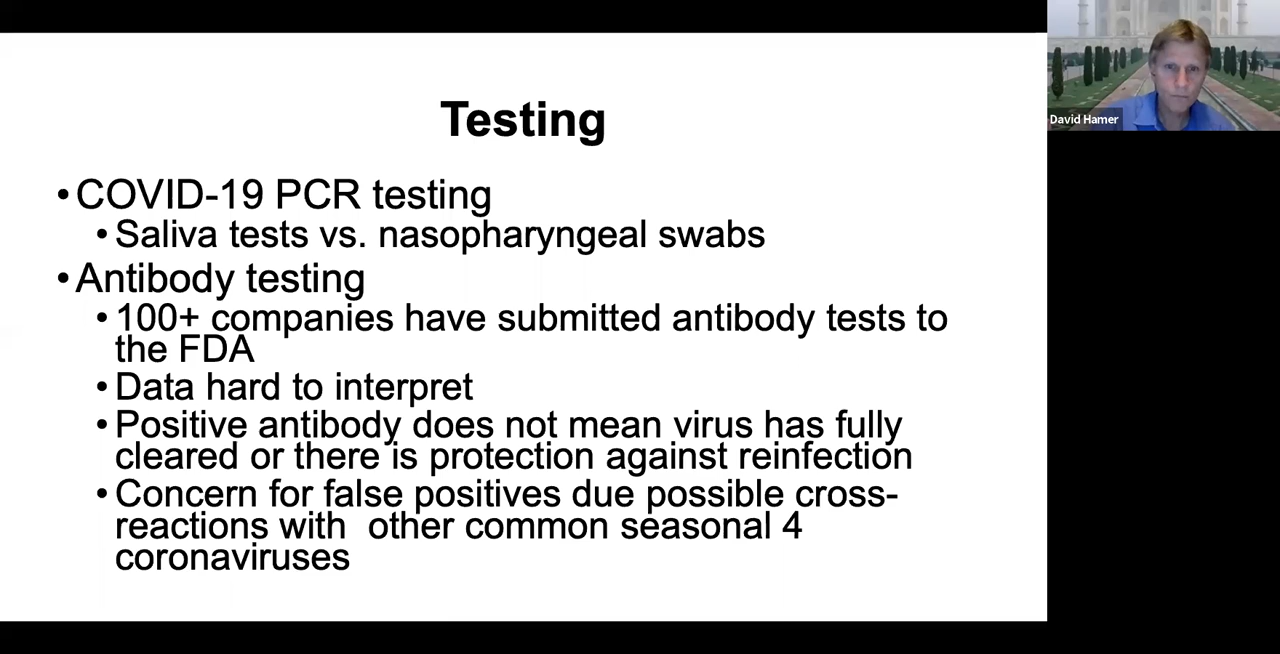 Testing
•COVID-19 PCR testing
•Saliva tests vs. nasopharyngeal swabs
•Antibody testing
•100+ companies have submitted antibody tests to
the FDA
•Data hard to interpret
•Positive antibody does not mean virus has fully
cleared or there is protection against reinfection
•Concern for false positives due possible cross-
reactions with  other common seasonal 4
coronaviruses
David Hamer